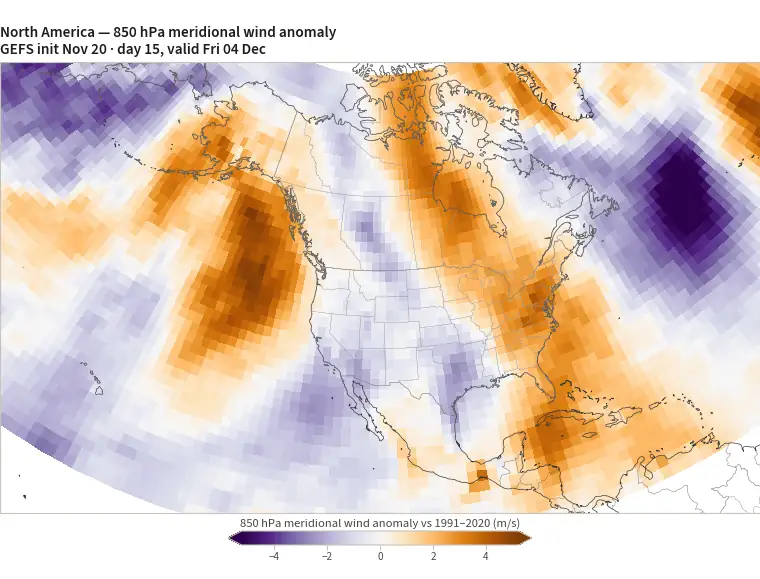 North America — 850 hPa meridional wind anomaly
GEFS init Nov 20 · day 15, valid Fri 04 Dec
850 hPa meridional wind anomaly vs 1991–2020 (m/s)
−4 −2 0 2 4